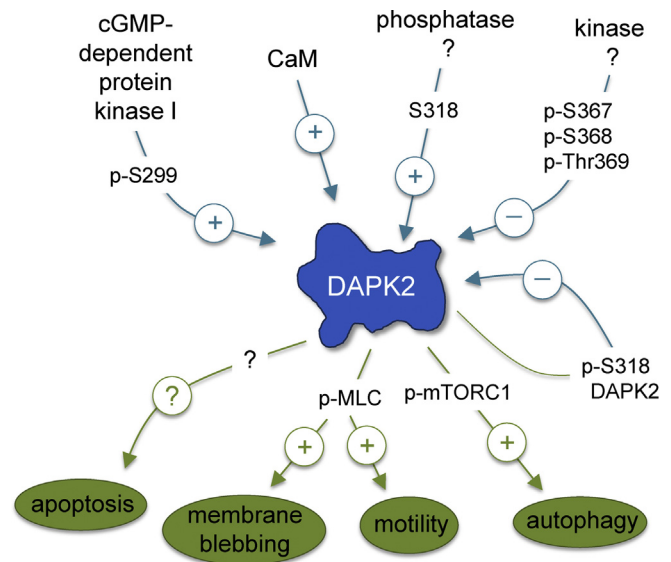 cGMP-
dependent
protein
kinase I
p-S299
+
CaM
+
phosphatase
?
S318
+
kinase
?
p-S367
p-S368
p-Thr369
−
DAPK2
−
p-S318
DAPK2
?
?
apoptosis
p-MLC
+
+
membrane
blebbing
motility
p-mTORC1
+
autophagy